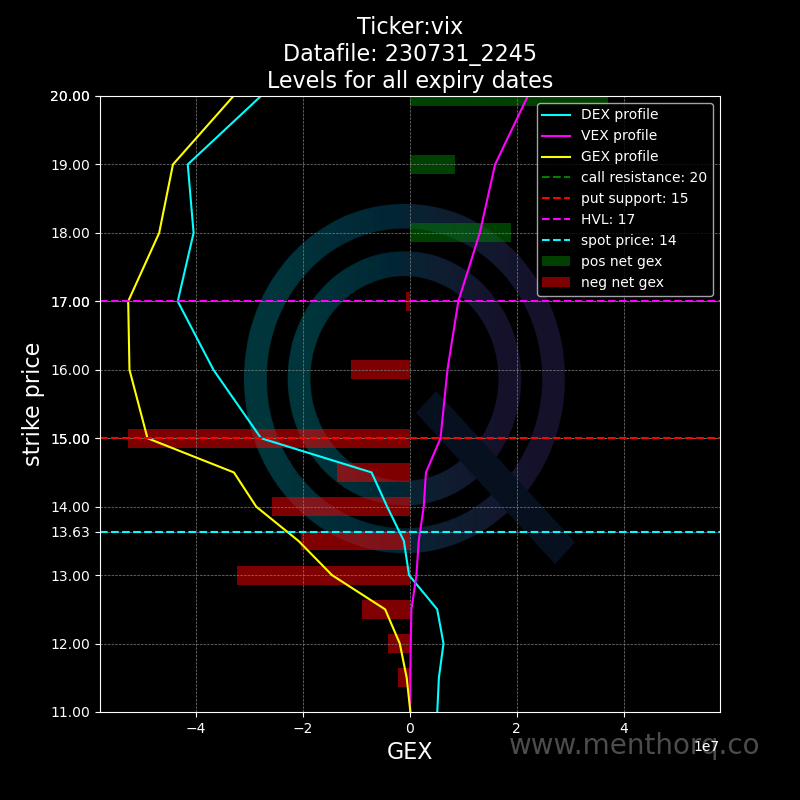 Ticker:vix
Datafile: 230731_2245
Levels for all expiry dates
20.00
19.00
18.00
17.00
16.00
15.00
14.00
13.63
13.00
12.00
11.00
strike price
DEX profile
VEX profile
GEX profile
call resistance: 20
put support: 15
HVL: 17
spot price: 14
pos net gex
neg net gex
−4 −2 0 2 4
1e7
GEX
www.menthorq.co